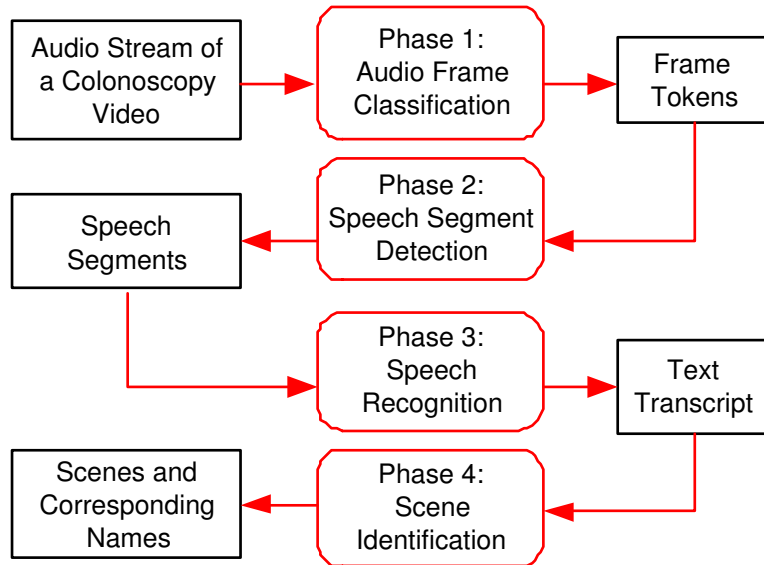 Audio Stream of
a Colonoscopy
Video
Phase 1:
Audio Frame
Classification
Frame
Tokens
Phase 2:
Speech Segment
Detection
Speech
Segments
Phase 3:
Speech
Recognition
Text
Transcript
Phase 4:
Scene
Identification
Scenes and
Corresponding
Names